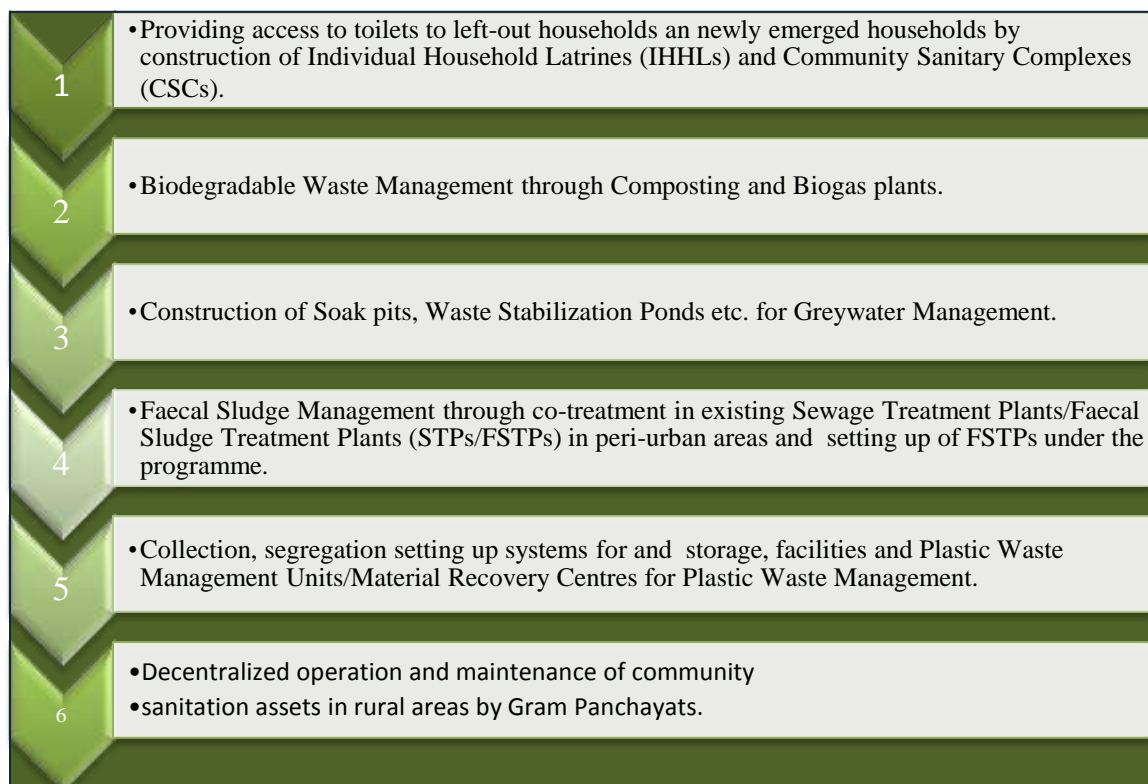 1
•Providing access to toilets to left-out households an newly emerged households by
construction of Individual Household Latrines (IHHLs) and Community Sanitary Complexes
(CSCs).
2
•Biodegradable Waste Management through Composting and Biogas plants.
3
•Construction of Soak pits, Waste Stabilization Ponds etc. for Greywater Management.
4
•Faecal Sludge Management through co-treatment in existing Sewage Treatment Plants/Faecal
Sludge Treatment Plants (STPs/FSTPs) in peri-urban areas and setting up of FSTPs under the
programme.
5
•Collection, segregation setting up systems for and storage, facilities and Plastic Waste
Management Units/Material Recovery Centres for Plastic Waste Management.
6
•Decentralized operation and maintenance of community
•sanitation assets in rural areas by Gram Panchayats.